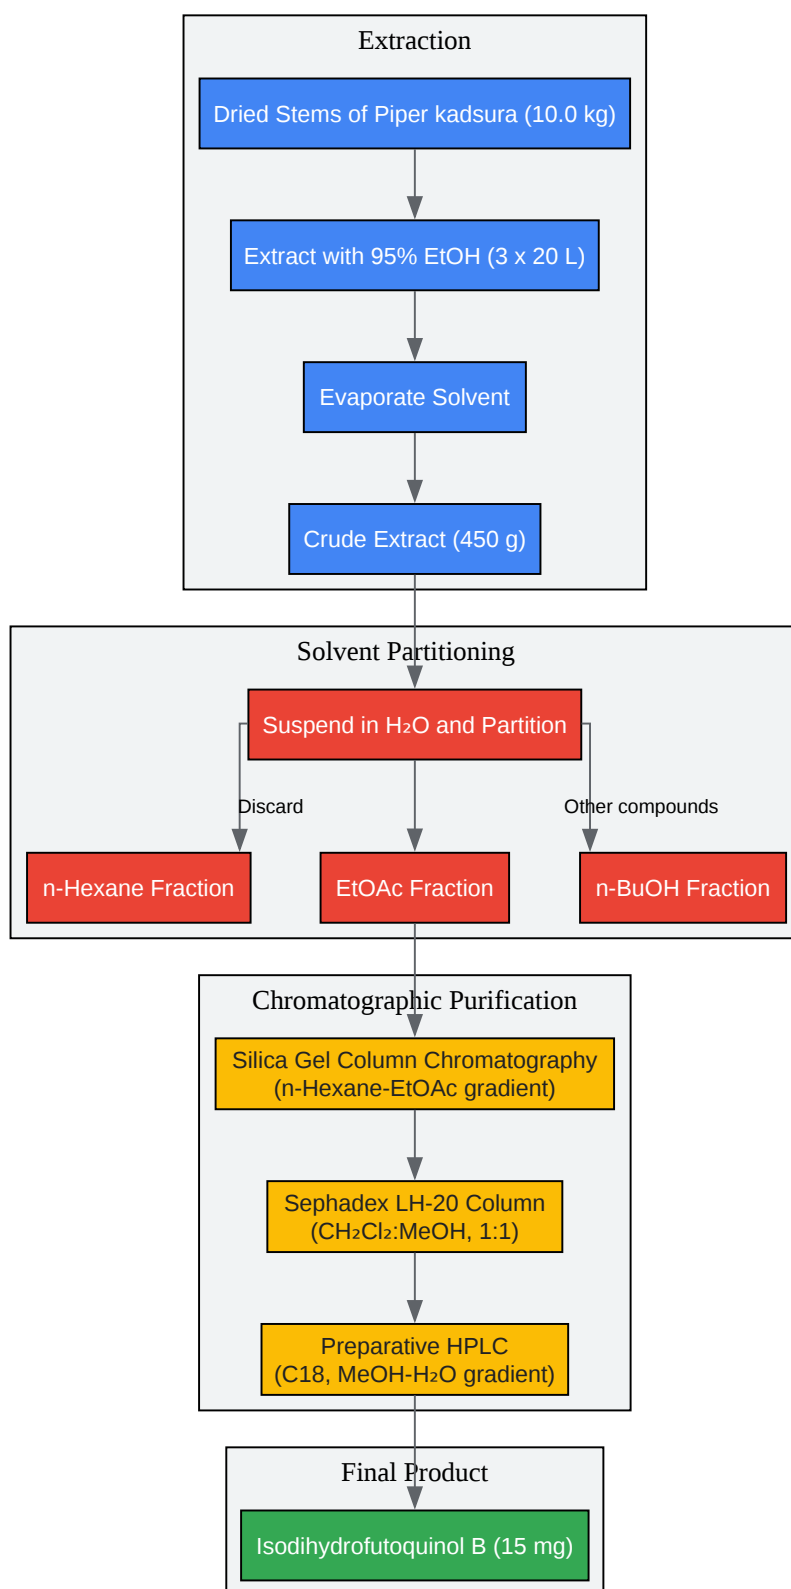 Extraction
Dried Stems of Piper kadsura (10.0 kg)
Extract with 95% EtOH (3 x 20 L)
Evaporate Solvent
Crude Extract (450 g)
Solvent Partitioning
Suspend in H₂O and Partition
Discard
Other compounds
n-Hexane Fraction
EtOAc Fraction
n-BuOH Fraction
Chromatographic Purification
Silica Gel Column Chromatography
(n-Hexane-EtOAc gradient)
Sephadex LH-20 Column
(CH₂Cl₂:MeOH, 1:1)
Preparative HPLC
(C18, MeOH-H₂O gradient)
Final Product
Isodihydrofutoquinol B (15 mg)